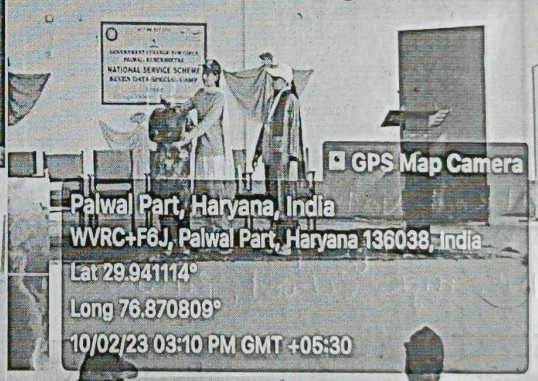 GOVERNMENT COLLEGE FOR GIRLS
PALWAL, KURUKSHETRA
NATIONAL SERVICE SCHEME
SEVEN DAYS SPECIAL CAMP
GPS Map Camera
Palwal Part, Haryana, India
WVRC+F6J, Palwal Part, Haryana 136038, India
Lat 29.941114°
Long 76.870809°
10/02/23 03:10 PM GMT +05:30